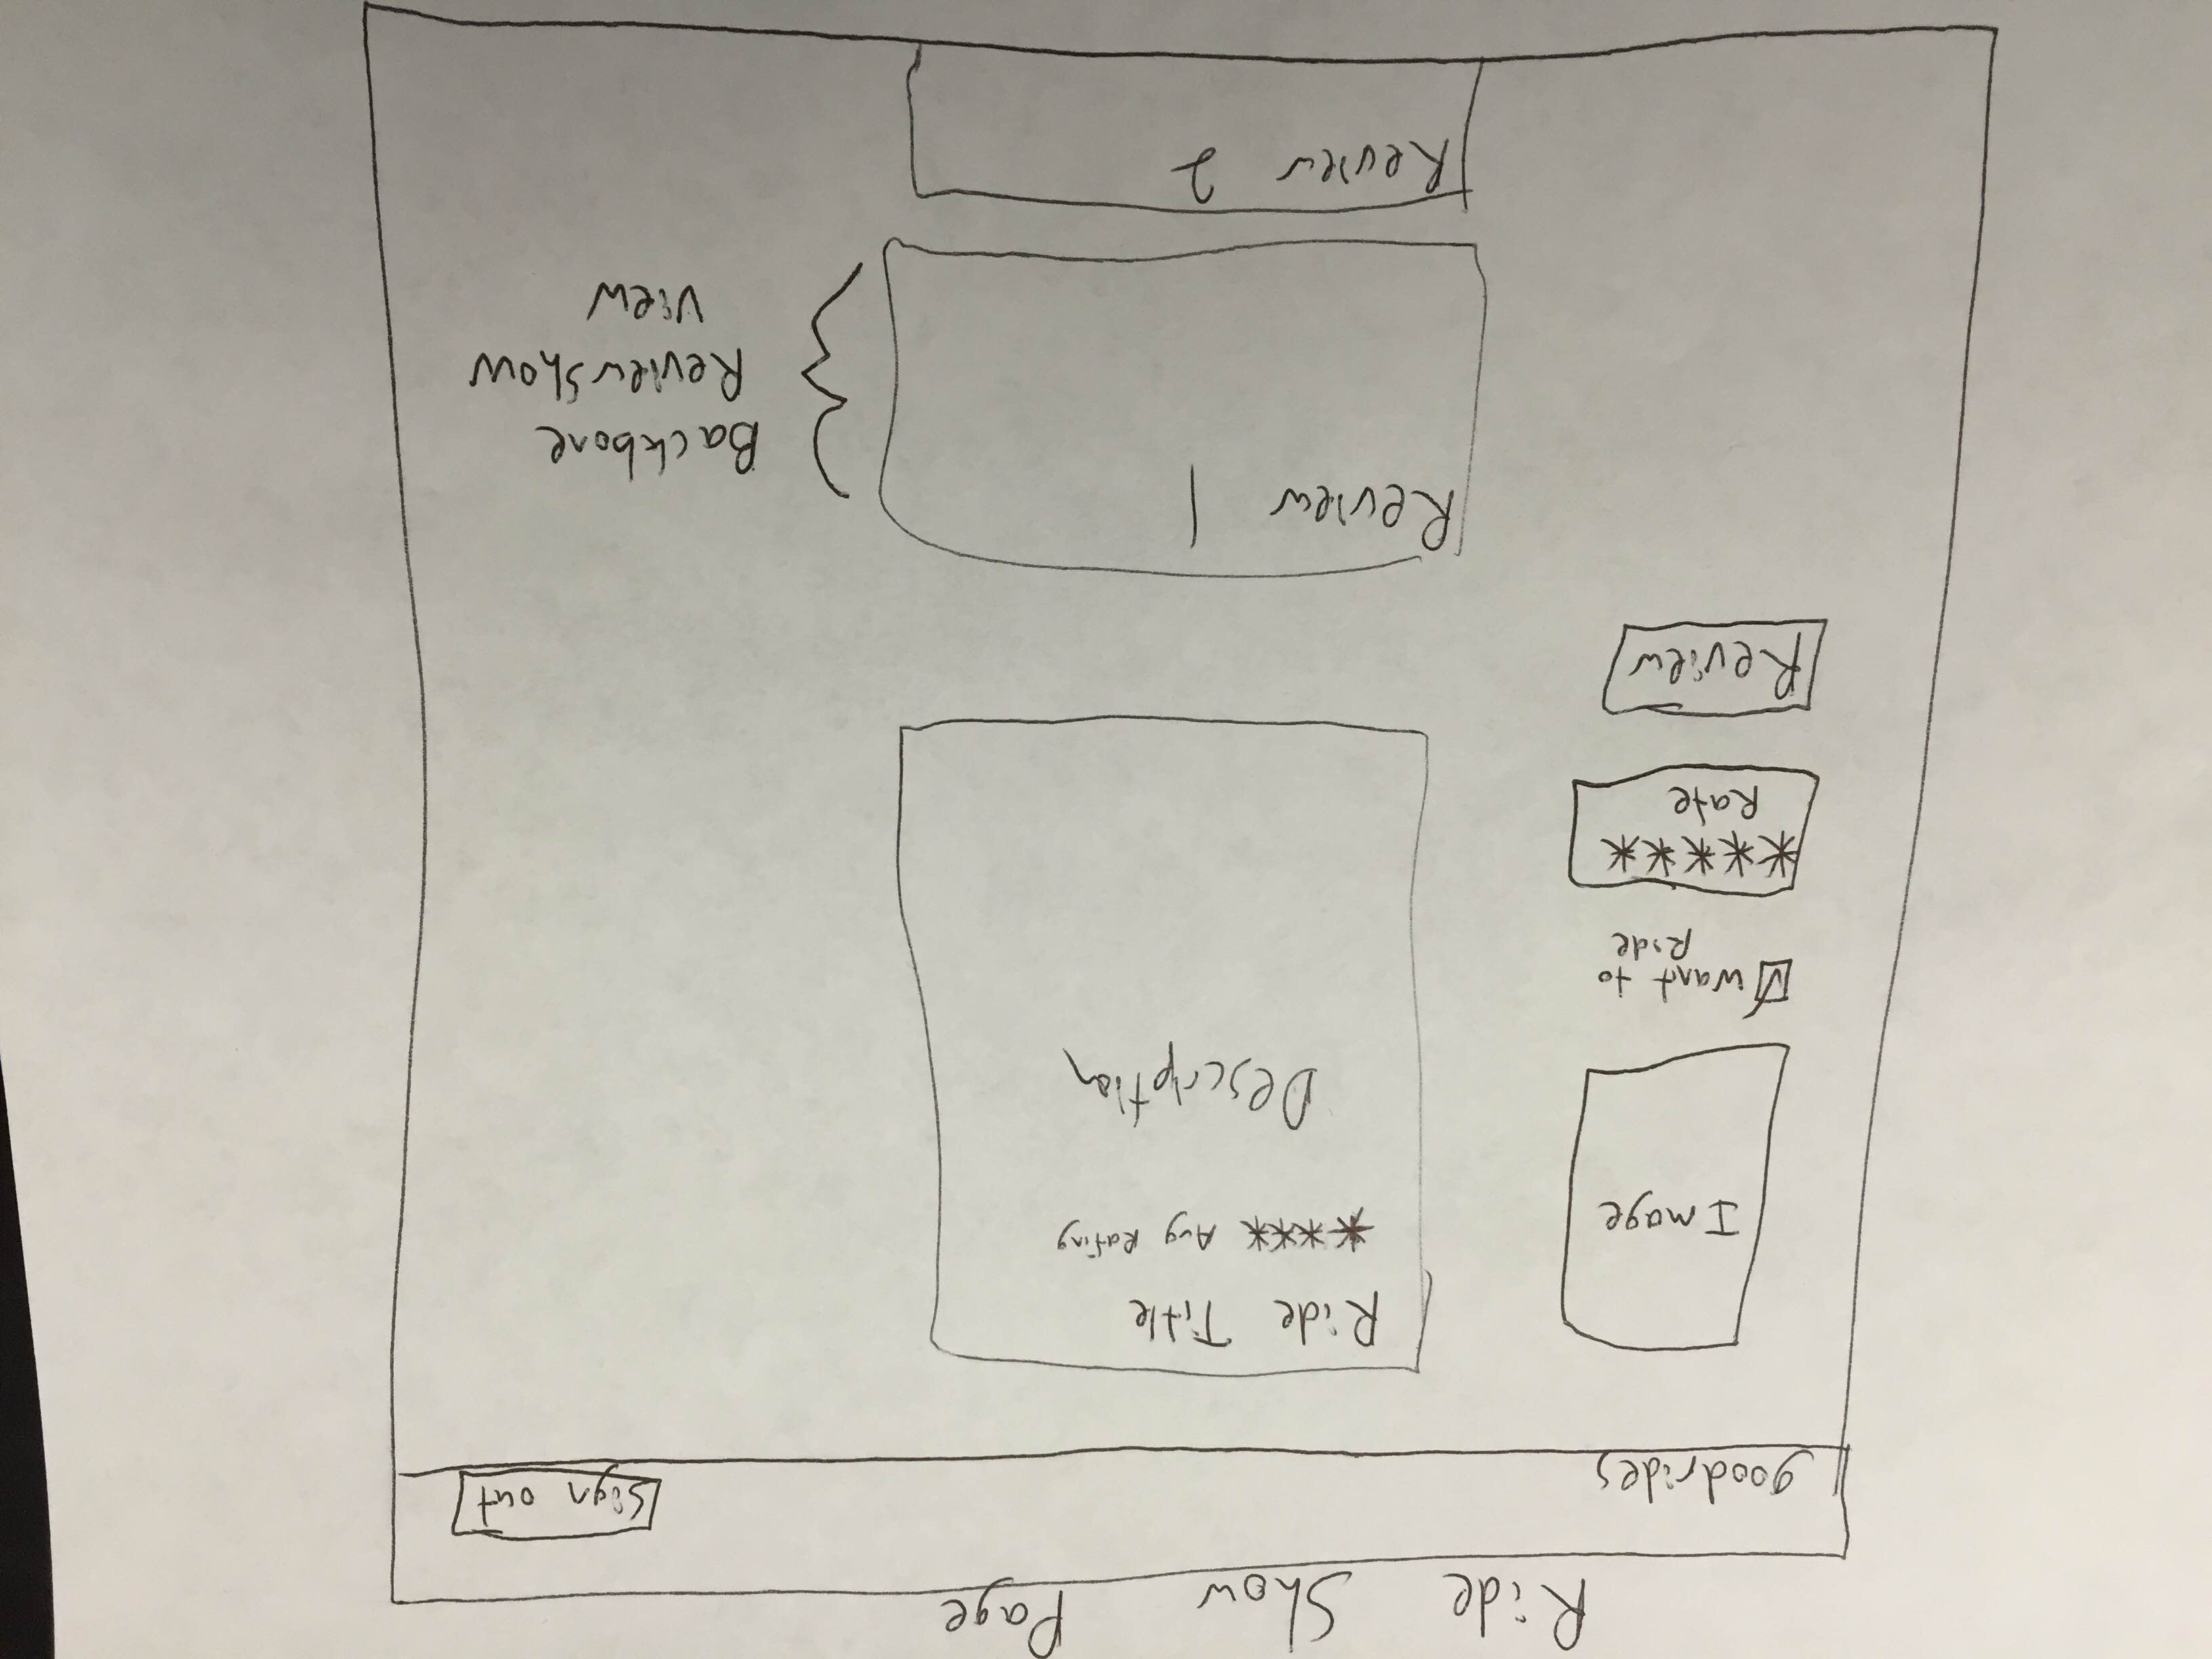 Ride Show Page
goodrides
Sign out
Image
Want to
Ride
***** 
Rate
Review
Ride Title
**** Avg Rating
Description
Review 1
Backbone
ReviewShow
View
Review 2